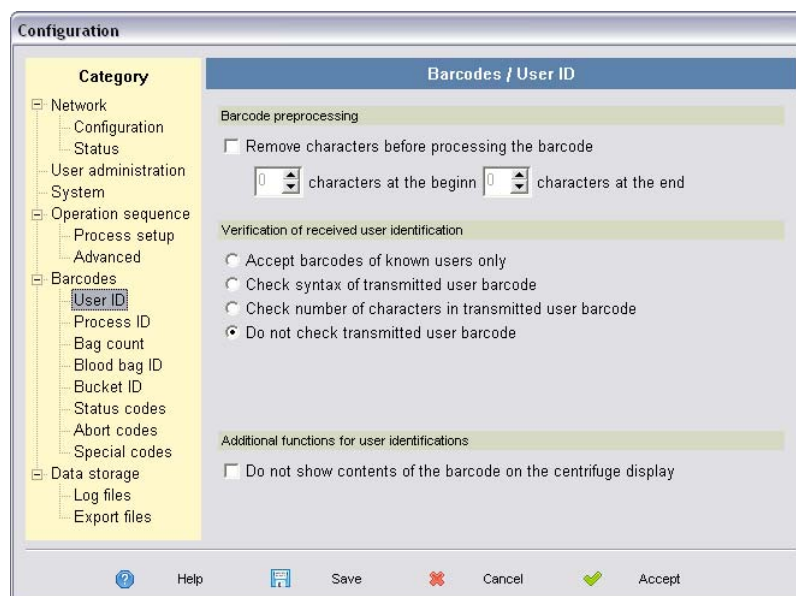 Configuration
Category
Network
Configuration
Status
User administration
System
Operation sequence
Process setup
Advanced
Barcodes
User ID
Process ID
Bag count
Blood bag ID
Bucket ID
Status codes
Abort codes
Special codes
Data storage
Log files
Export files
Barcodes / User ID
Barcode preprocessing
Remove characters before processing the barcode
0 characters at the beginn 0 characters at the end
Verification of received user identification
Accept barcodes of known users only
Check syntax of transmitted user barcode
Check number of characters in transmitted user barcode
Do not check transmitted user barcode
Additional functions for user identifications
Do not show contents of the barcode on the centrifuge display
Help Save Cancel Accept